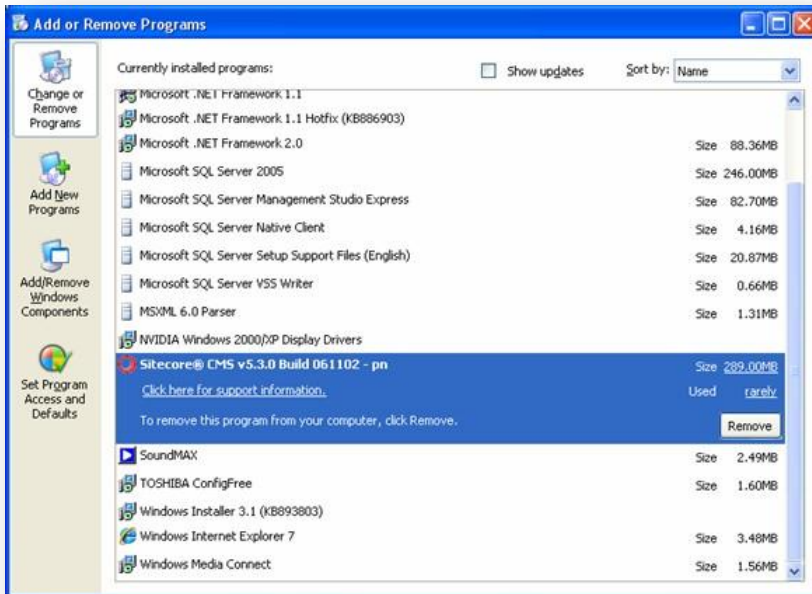 Add or Remove Programs
Change or
Remove
Programs
Add New
Programs
Add/Remove
Windows
Components
Set Program
Access and
Defaults
Currently installed programs:
Show updates
Sort by: Name
Microsoft .NET Framework 1.1
Microsoft .NET Framework 1.1 Hotfix (KB886903)
Microsoft .NET Framework 2.0 Size 88.36MB
Microsoft SQL Server 2005 Size 246.00MB
Microsoft SQL Server Management Studio Express Size 82.70MB
Microsoft SQL Server Native Client Size 4.16MB
Microsoft SQL Server Setup Support Files (English) Size 20.87MB
Microsoft SQL Server VSS Writer Size 0.66MB
MSXML 6.0 Parser Size 1.31MB
NVIDIA Windows 2000/XP Display Drivers
Sitecore® CMS v5.3.0 Build 061102 - pn Size 289.00MB
Click here for support information. Used rarely
To remove this program from your computer, click Remove.
Remove
SoundMAX Size 2.49MB
TOSHIBA ConfigFree Size 1.60MB
Windows Installer 3.1 (KB893803)
Windows Internet Explorer 7 Size 3.48MB
Windows Media Connect Size 1.56MB